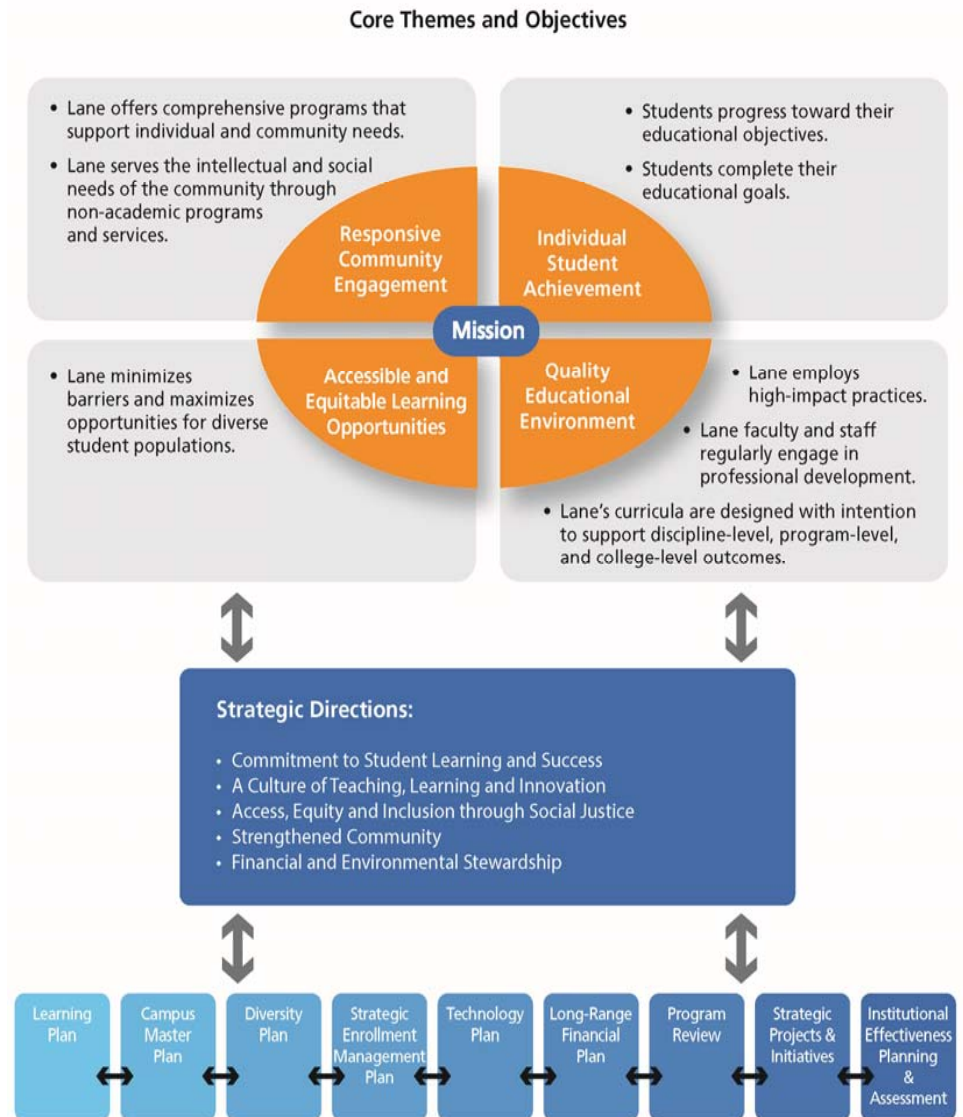 Core Themes and Objectives
• Lane offers comprehensive programs that
support individual and community needs.
• Lane serves the intellectual and social
needs of the community through
non-academic programs
and services.
Responsive
Community
Engagement
• Students progress toward their
educational objectives.
• Students complete their
educational goals.
Individual
Student
Achievement
Mission
• Lane minimizes
barriers and maximizes
opportunities for diverse
student populations.
Accessible and
Equitable Learning
Opportunities
Quality
Educational
Environment
• Lane employs
high-impact practices.
• Lane faculty and staff
regularly engage in
professional development.
• Lane's curricula are designed with intention
to support discipline-level, program-level,
and college-level outcomes.
Strategic Directions:
• Commitment to Student Learning and Success
• A Culture of Teaching, Learning and Innovation
• Access, Equity and Inclusion through Social Justice
• Strengthened Community
• Financial and Environmental Stewardship
Learning
Plan
Campus
Master
Plan
Diversity
Plan
Strategic
Enrollment
Management
Plan
Technology
Plan
Long-Range
Financial
Plan
Program
Review
Strategic
Projects &
Initiatives
Institutional
Effectiveness
Planning
&
Assessment